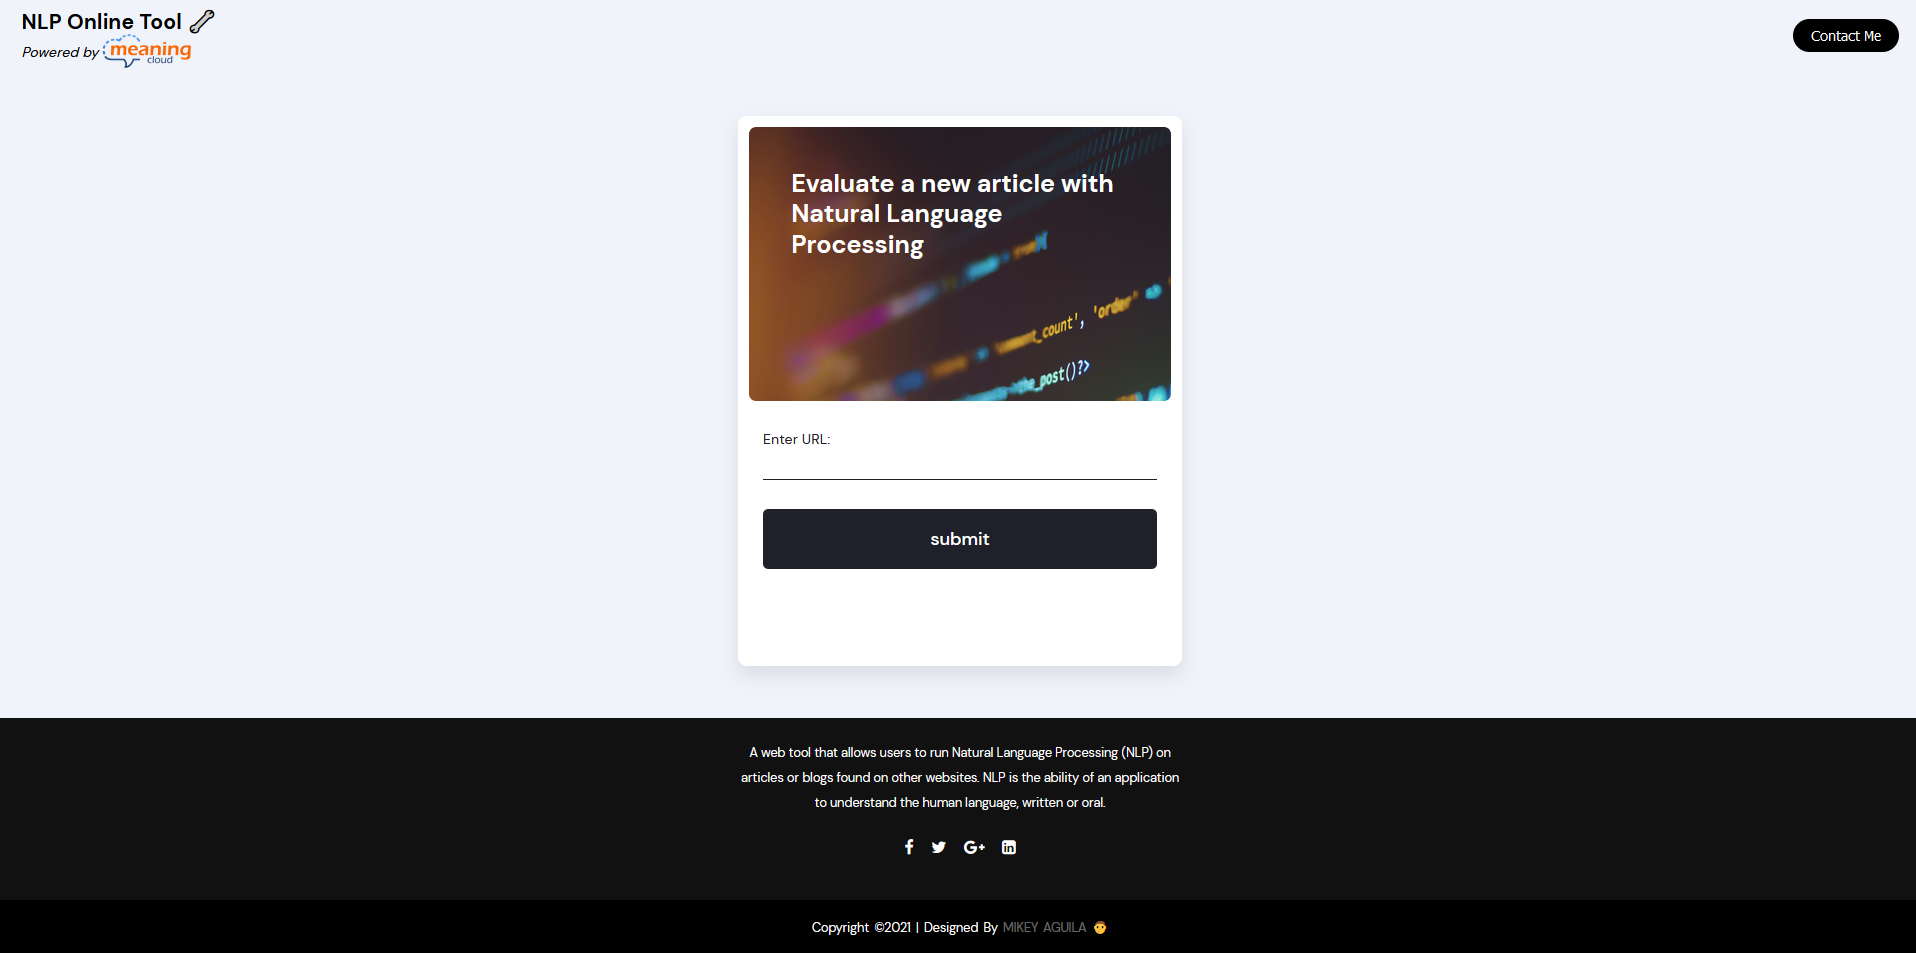 NLP Online Tool
Powered by meaning cloud
Contact Me
Evaluate a new article with
Natural Language
Processing
comment_count', 'order' =>
the_post()?>
Enter URL:
submit
A web tool that allows users to run Natural Language Processing (NLP) on
articles or blogs found on other websites. NLP is the ability of an application
to understand the human language, written or oral.
Copyright ©2021 | Designed By MIKEY AGUILA